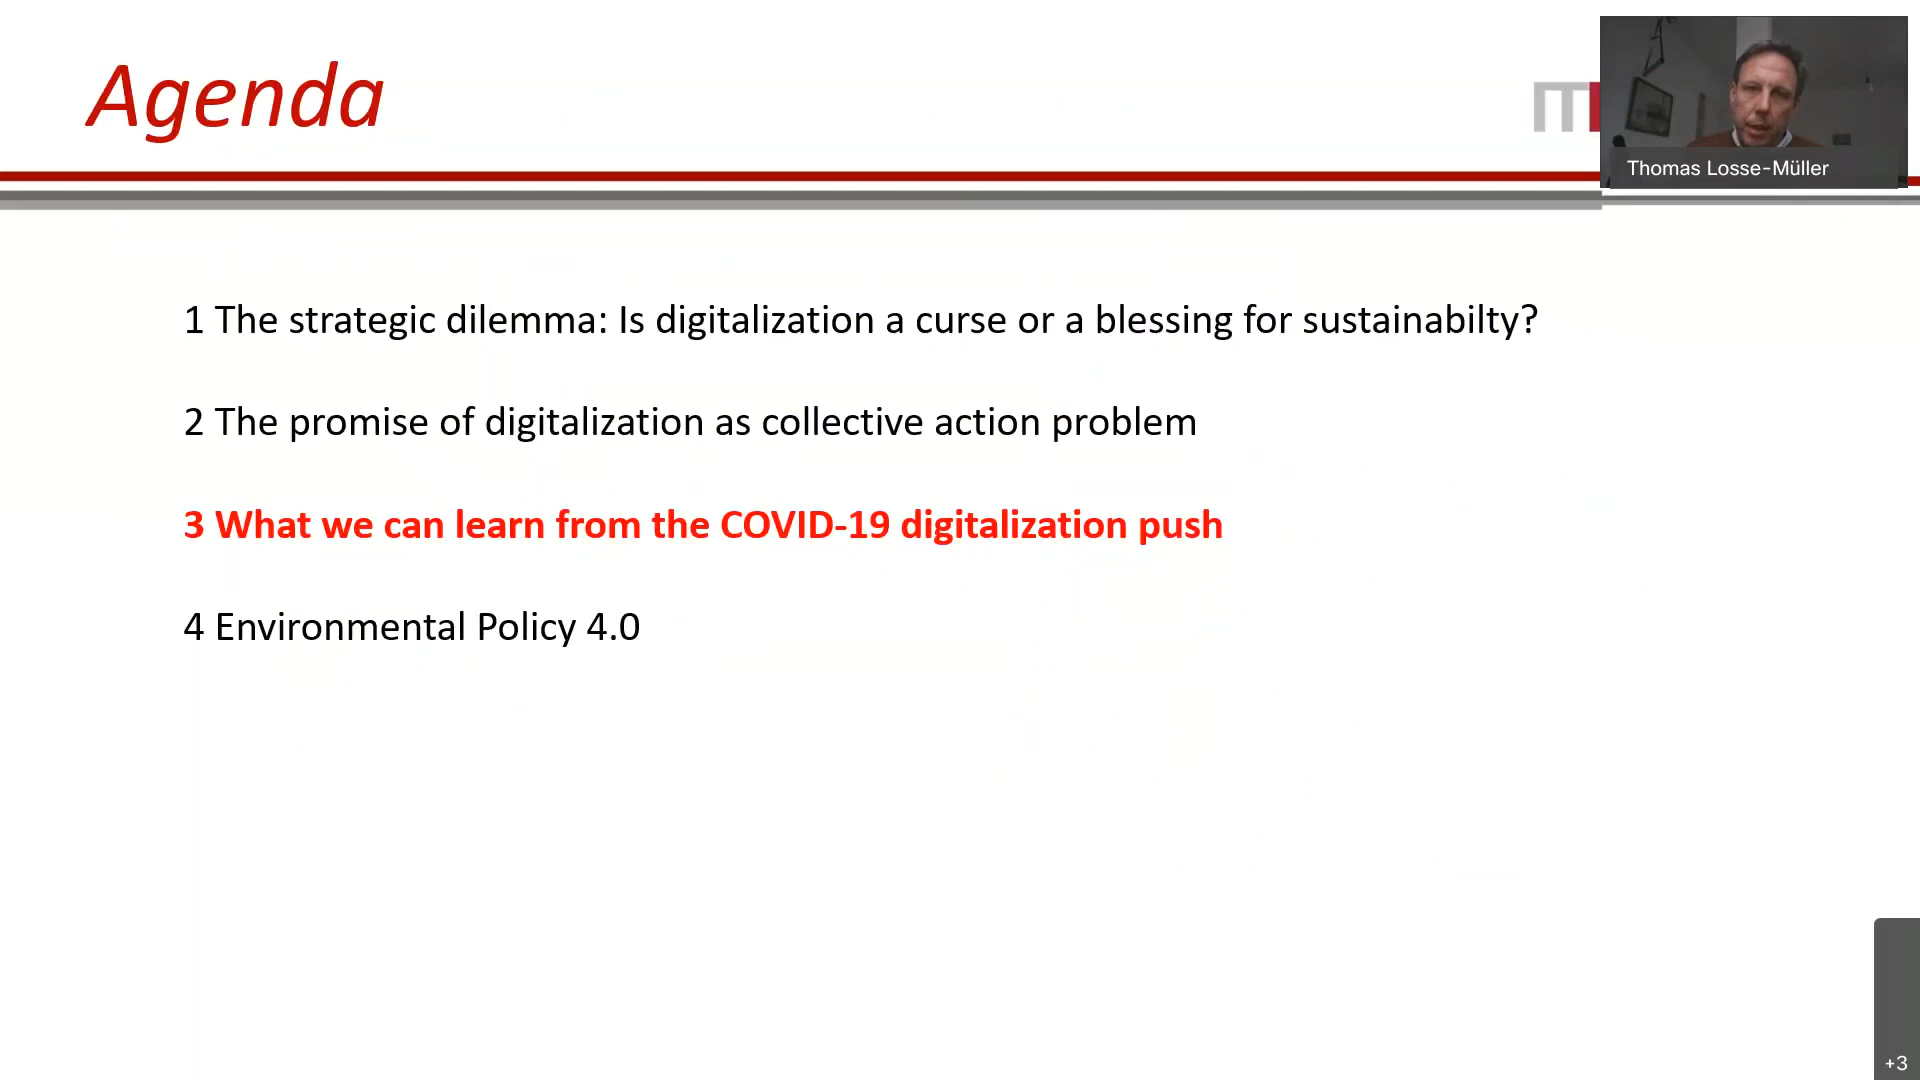 Agenda
Thomas Losse-Müller
1 The strategic dilemma: Is digitalization a curse or a blessing for sustainabilty?
2 The promise of digitalization as collective action problem
3 What we can learn from the COVID-19 digitalization push
4 Environmental Policy 4.0
+3